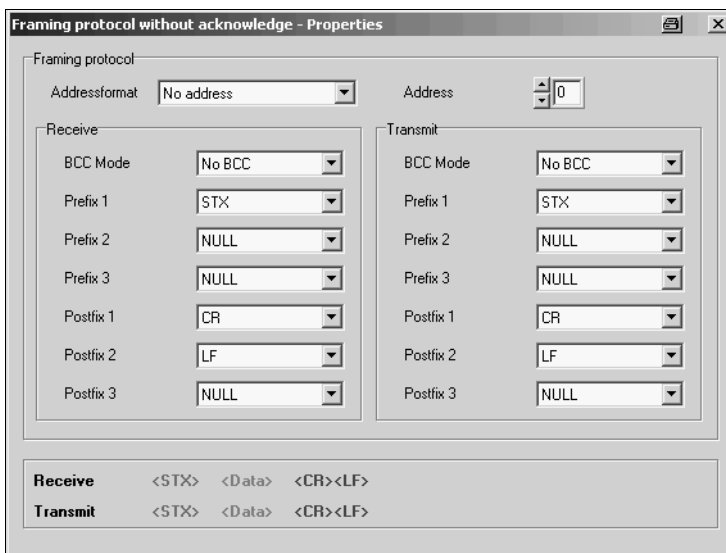 Framing protocol without acknowledge - Properties
Framing protocol
Addressformat No address Address 0
Receive Transmit
BCC Mode No BCC BCC Mode No BCC
Prefix 1 STX Prefix 1 STX
Prefix 2 NULL Prefix 2 NULL
Prefix 3 NULL Prefix 3 NULL
Postfix 1 CR Postfix 1 CR
Postfix 2 LF Postfix 2 LF
Postfix 3 NULL Postfix 3 NULL
Receive <STX> <Data> <CR><LF>
Transmit <STX> <Data> <CR><LF>